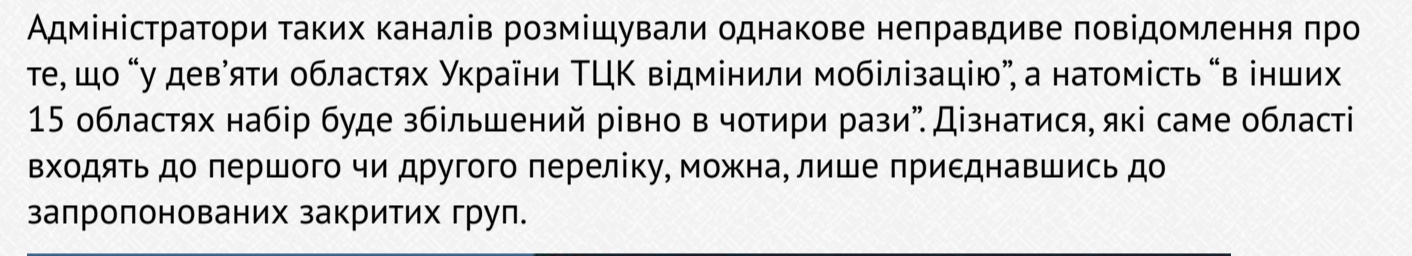 Адміністратори таких каналів розміщували однакове неправдиве повідомлення про
те, що “у дев’яти областях України ТЦК відмінили мобілізацію”, а натомість “в інших
15 областях набір буде збільшений рівно в чотири рази”. Дізнатися, які саме області
входять до першого чи другого переліку, можна, лише приєднавшись до
запропонованих закритих груп.